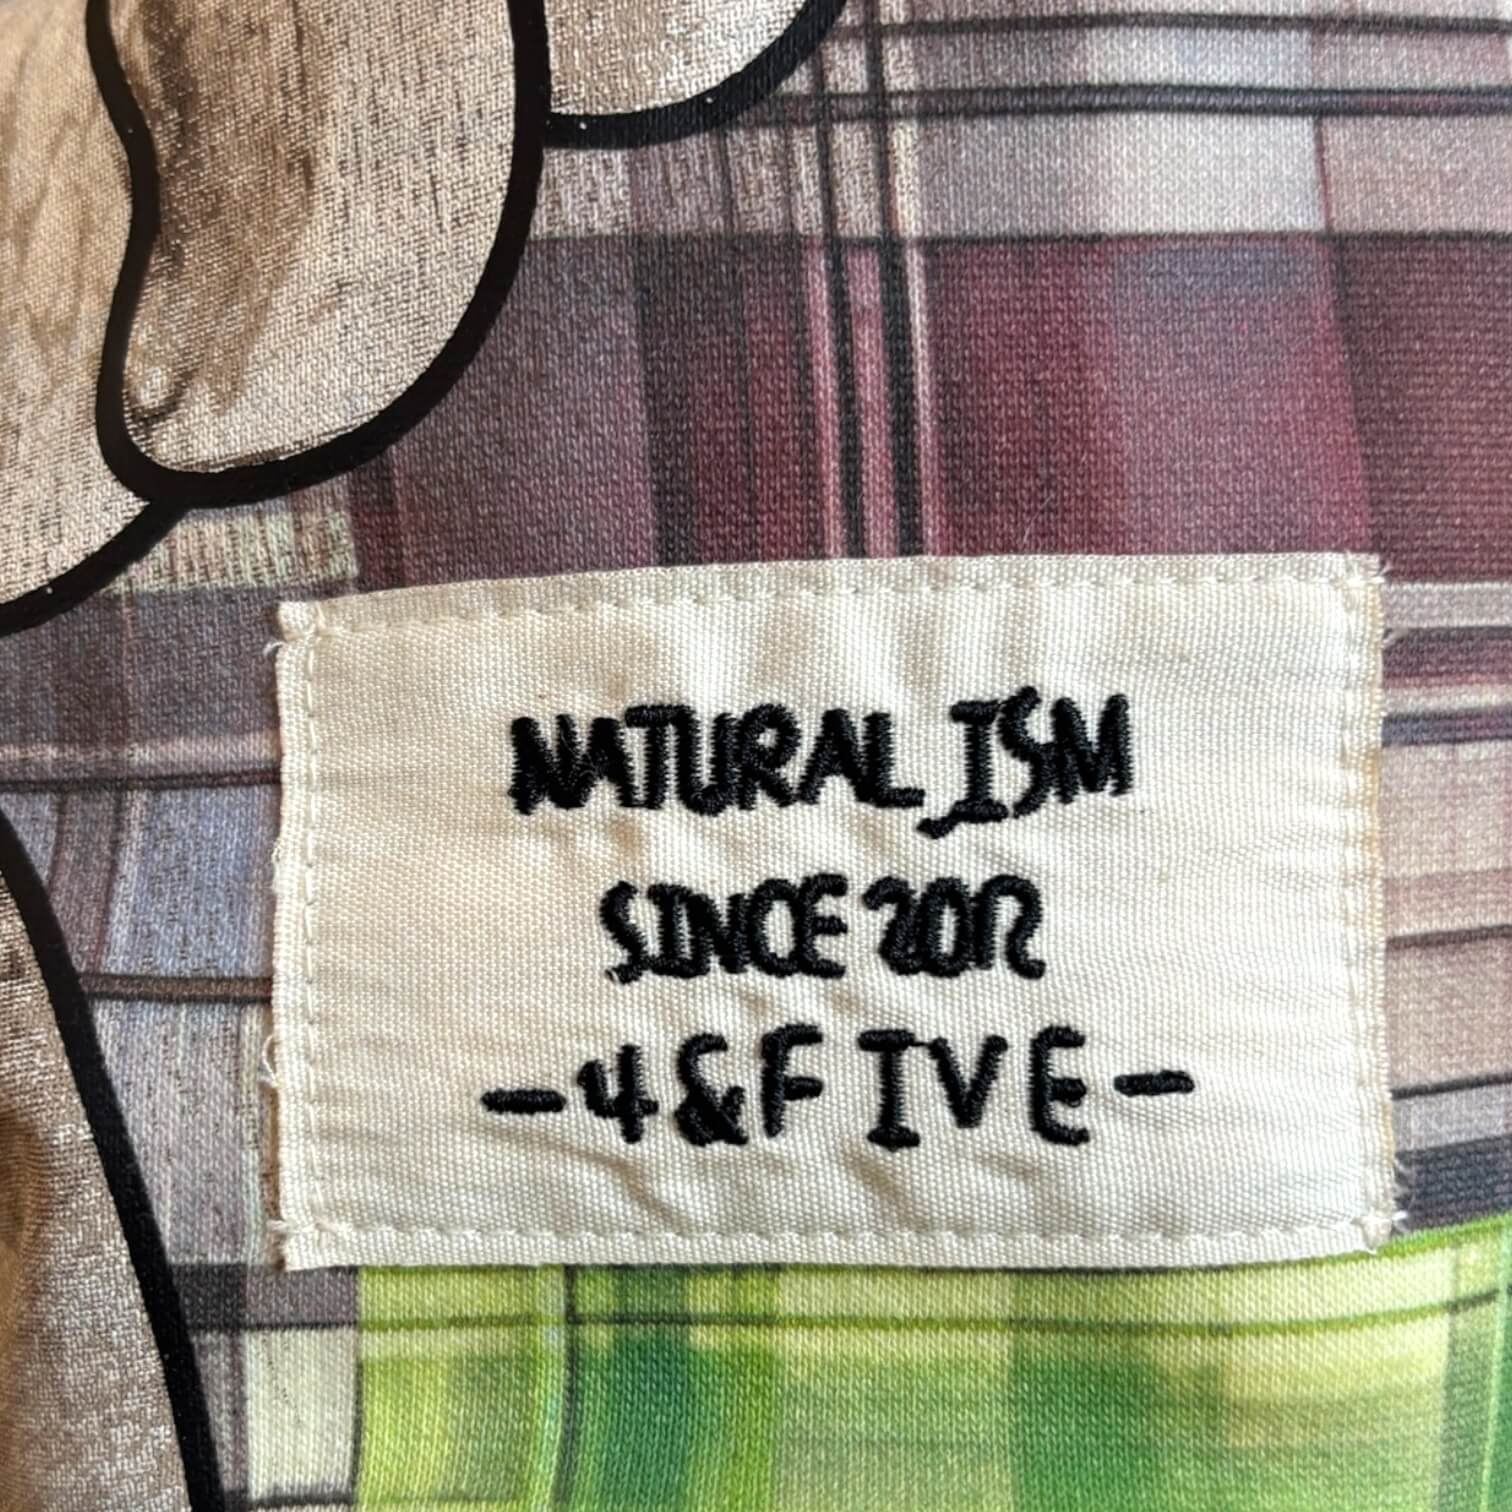 NATURAL ISM
SINCE 2012
-4&FIVE-